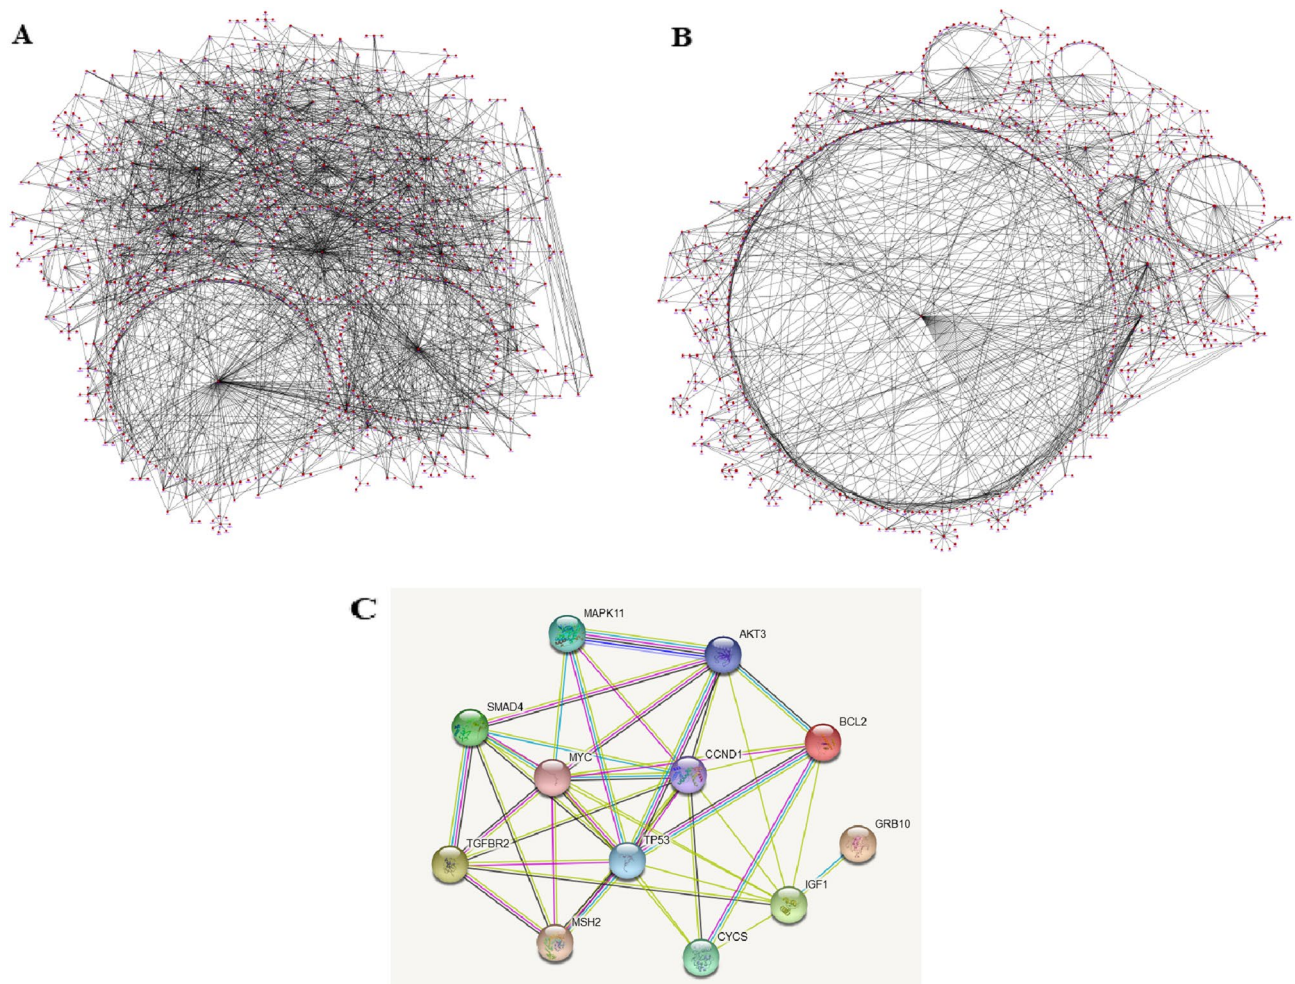 A
B
C
MAPK11
AKT3
SMAD4
BCL2
MYC
CCND1
GRB10
TGFBR2
TP53
IGF1
MSH2
CYCS